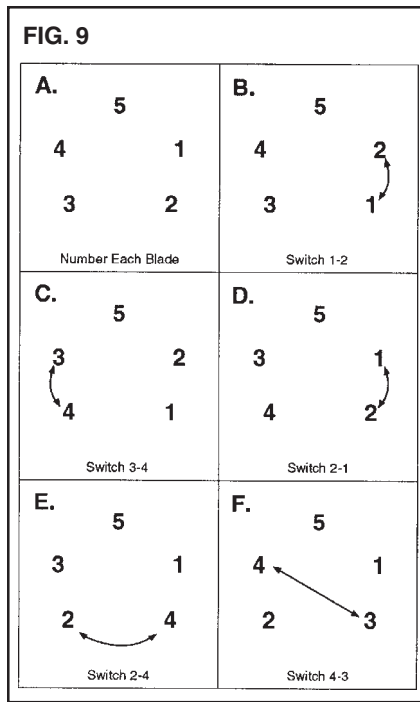 FIG. 9
A.
5
4 1
3 2
Number Each Blade
B.
5
4 2
3 1
Switch 1-2
C.
5
3 2
4 1
Switch 3-4
D.
5
3 1
4 2
Switch 2-1
E.
5
3 1
2 4
Switch 2-4
F.
5
4 1
2 3
Switch 4-3